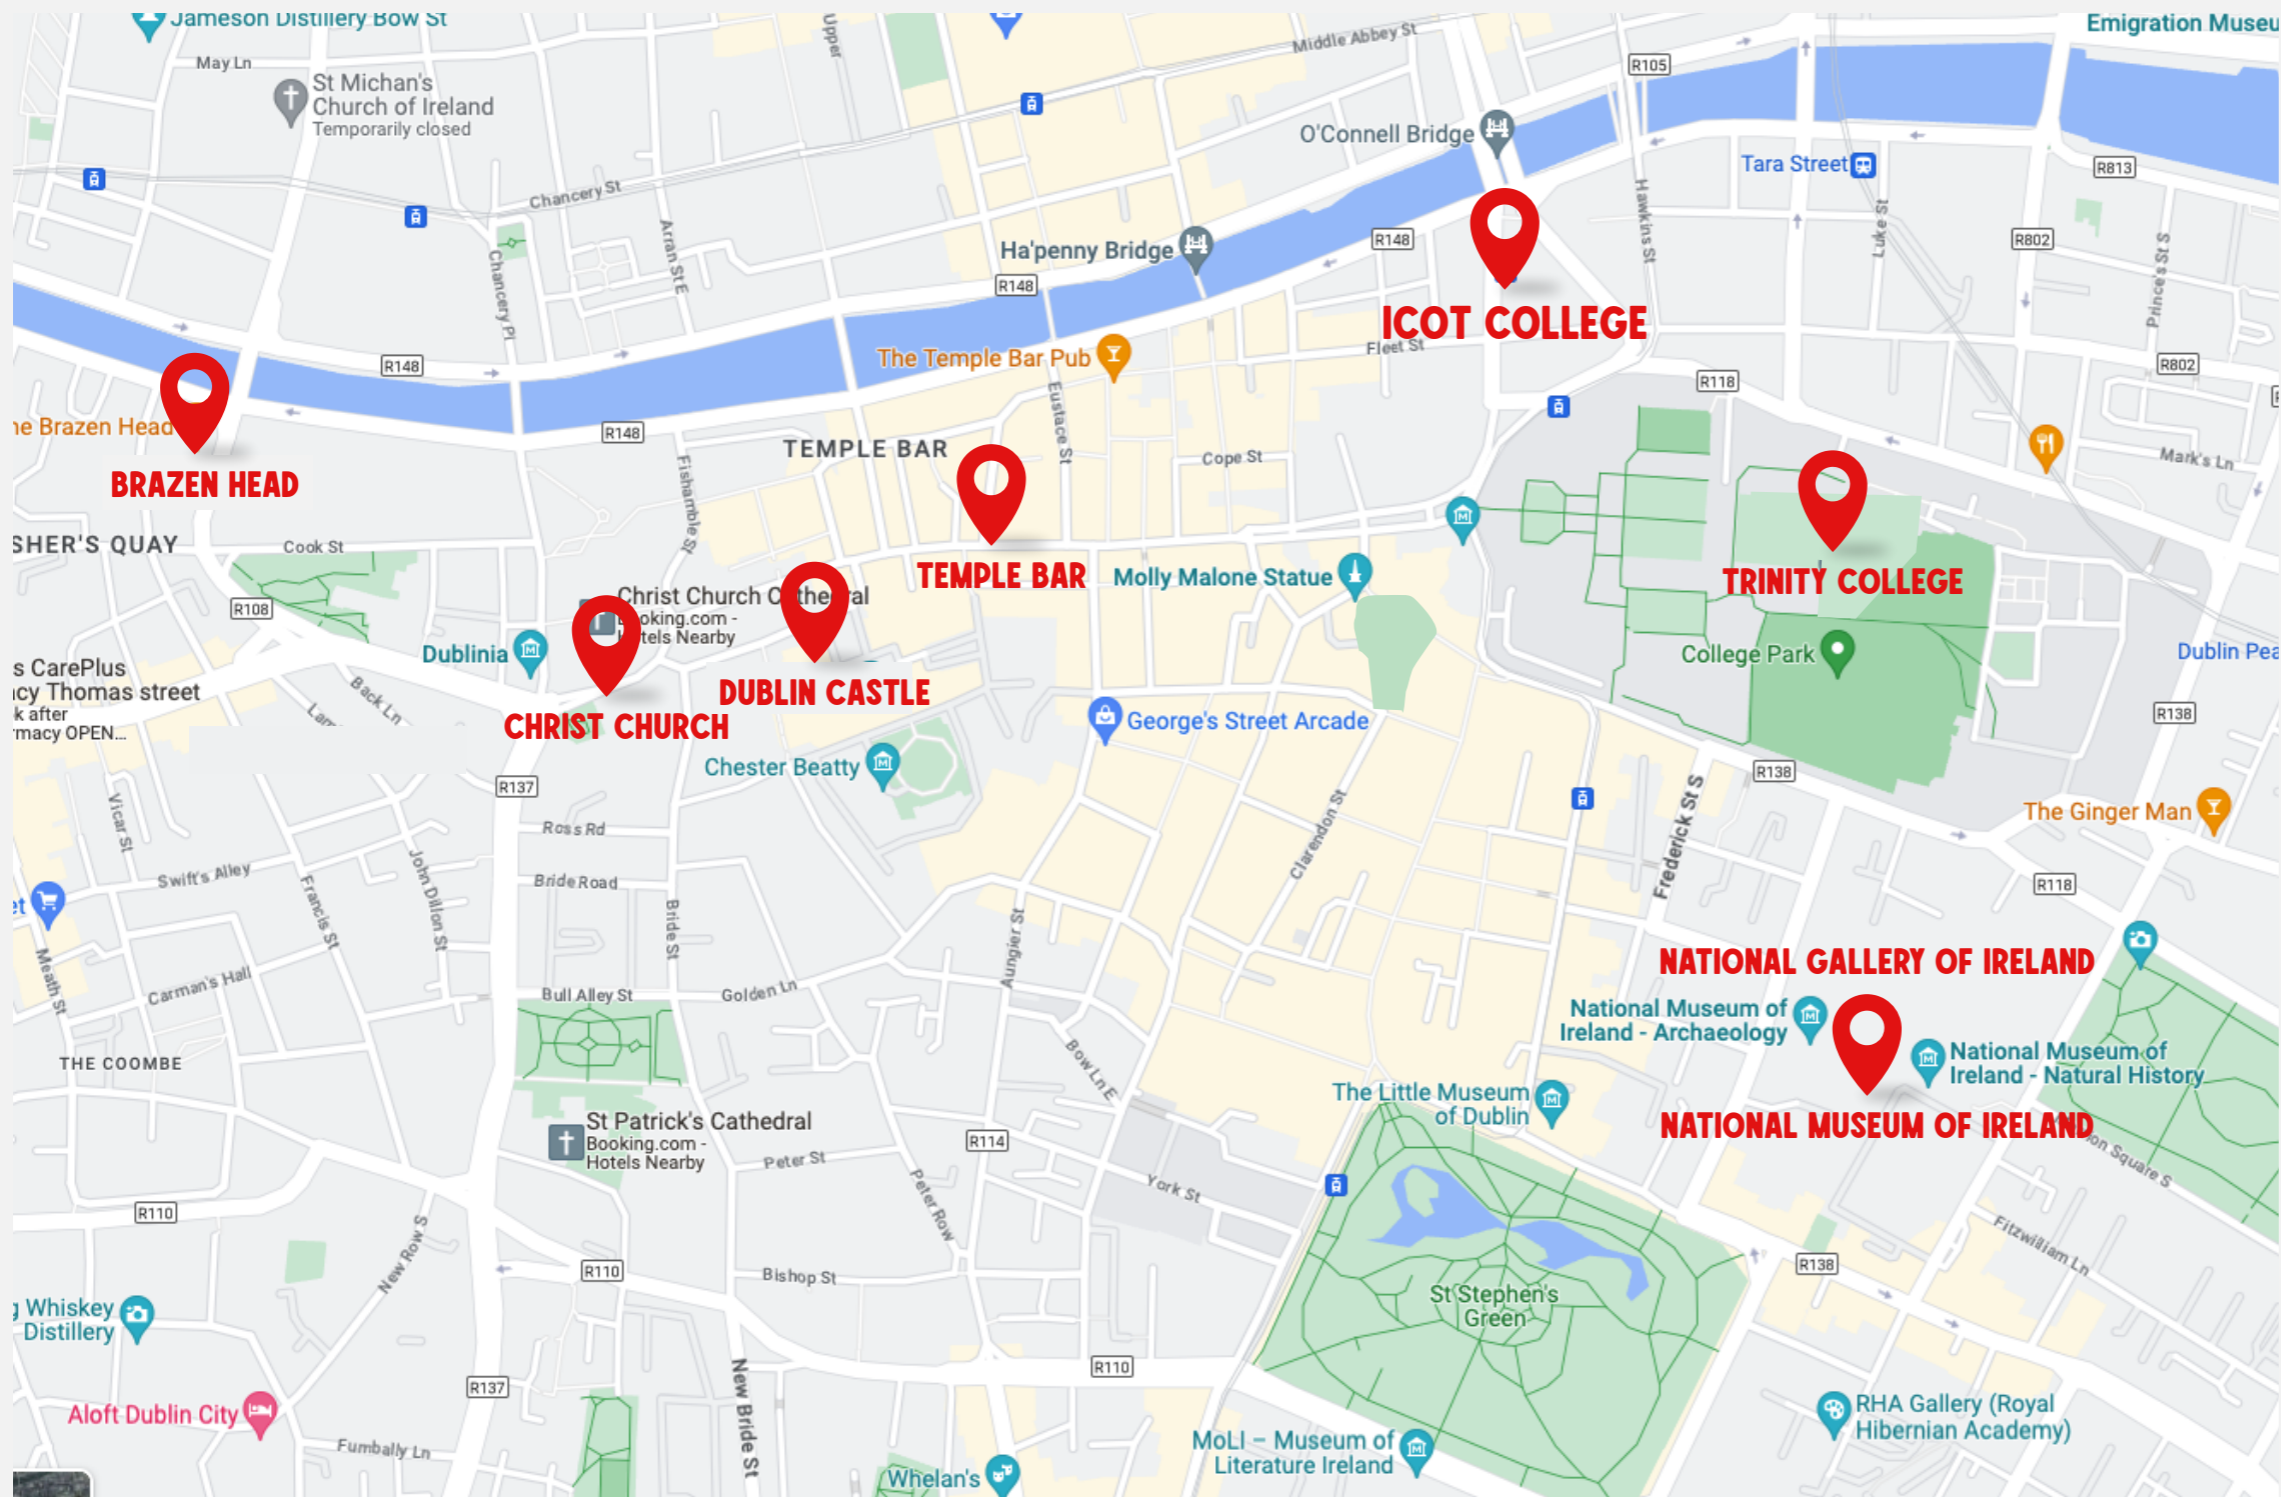 Jameson Distillery Bow St
Emigration Museu
May Ln
Upper
Middle Abbey St
R105
St Michan's
Church of Ireland
Temporarily closed
O'Connell Bridge
Tara Street
R813
Chancery St
Hawkins St
Luke St
Arran St E
Chancery Pl
Ha'penny Bridge
R148
R148
R802
Prince's St S
ICOT COLLEGE
Fleet St
R148
The Temple Bar Pub
R118
R802
he Brazen Head
BRAZEN HEAD
R148
TEMPLE BAR
Eustace St
Cope St
Mark's Ln
Fishamble St
SHER'S QUAY
Cook St
TEMPLE BAR
Molly Malone Statue
TRINITY COLLEGE
R108
Christ Church Cathedral
Booking.com -
Hotels Nearby
Dublinia
College Park
Dublin Pea
s CarePlus
acy Thomas street
k after
rmacy OPEN...
Back Ln
Lam
DUBLIN CASTLE
CHRIST CHURCH
George's Street Arcade
R138
Chester Beatty
R137
R138
Vicar St
Ross Rd
Clarendon St
Frederick St S
The Ginger Man
Swift's Alley
Francis St
John Dillon St
Bride Road
R118
et
Bride St
Aungier St
Meath St
Carman's Hall
Bull Alley St
Golden Ln
NATIONAL GALLERY OF IRELAND
National Museum of
Ireland - Archaeology
National Museum of
Ireland - Natural History
THE COOMBE
Bow Ln E
The Little Museum
of Dublin
NATIONAL MUSEUM OF IRELAND
on Square S
St Patrick's Cathedral
Booking.com -
Hotels Nearby
R114
Peter St
Peter Row
York St
R110
New Row S
Fitzwilliam Ln
R110
Bishop St
R138
St Stephen's
Green
g Whiskey
Distillery
R110
R137
New Bride St
Aloft Dublin City
Fumbally Ln
RHA Gallery (Royal
Hibernian Academy)
MoLI – Museum of
Literature Ireland
Whelan's